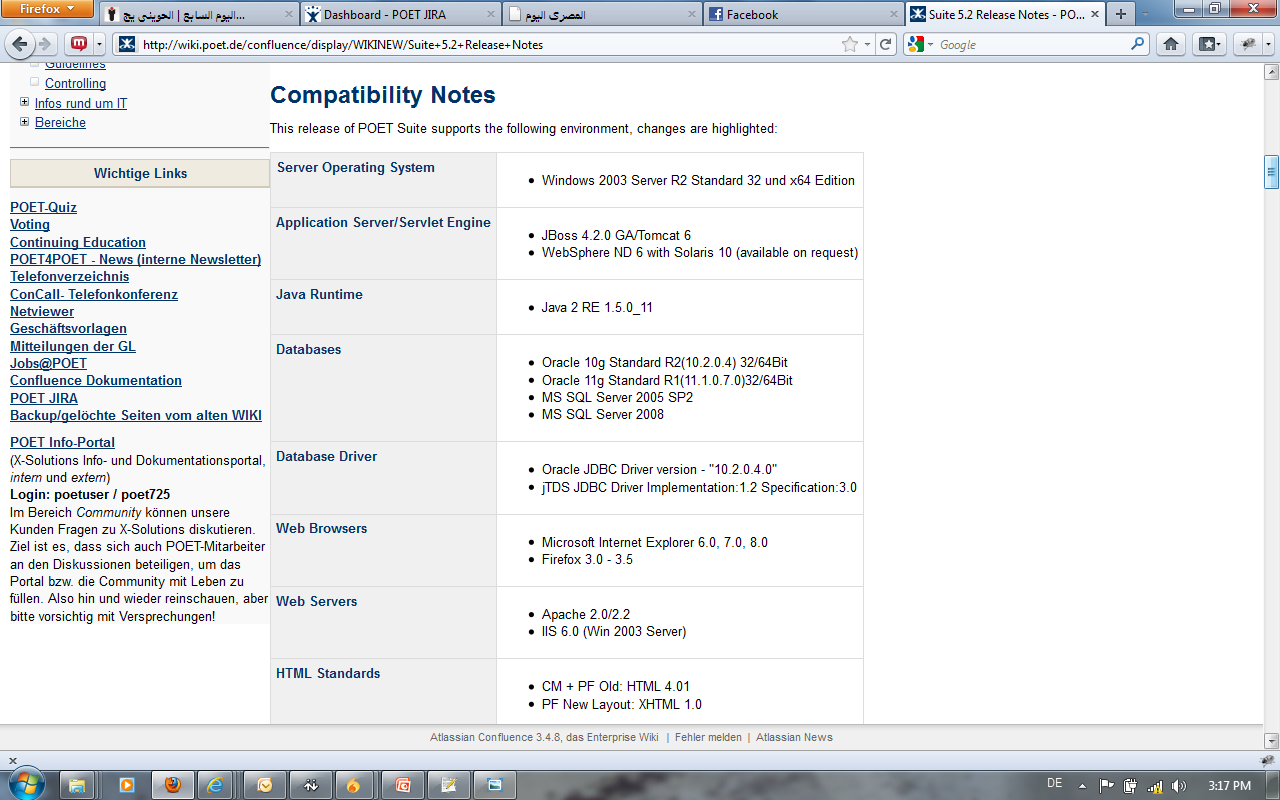 Firefox
اليوم السابع | الحوينى يج...
Dashboard - POET JIRA
المصرى اليوم
Facebook
Suite 5.2 Release Notes - PO...
http://wiki.poet.de/confluence/display/WIKINEW/Suite+5.2+Release+Notes
Google
Guidelines
Controlling
Infos rund um IT
Bereiche
Wichtige Links
POET-Quiz
Voting
Continuing Education
POET4POET - News (interne Newsletter)
Telefonverzeichnis
ConCall- Telefonkonferenz
Netviewer
Geschäftsvorlagen
Mitteilungen der GL
Jobs@POET
Confluence Dokumentation
POET JIRA
Backup/gelöchte Seiten vom alten WIKI
POET Info-Portal
(X-Solutions Info- und Dokumentationsportal,
intern und extern)
Login: poetuser / poet725
Im Bereich Community können unsere
Kunden Fragen zu X-Solutions diskutieren.
Ziel ist es, dass sich auch POET-Mitarbeiter
an den Diskussionen beteiligen, um das
Portal bzw. die Community mit Leben zu
füllen. Also hin und wieder reinschauen, aber
bitte vorsichtig mit Versprechungen!
Compatibility Notes
This release of POET Suite supports the following environment, changes are highlighted:
Server Operating System
Windows 2003 Server R2 Standard 32 und x64 Edition
Application Server/Servlet Engine
JBoss 4.2.0 GA/Tomcat 6
WebSphere ND 6 with Solaris 10 (available on request)
Java Runtime
Java 2 RE 1.5.0_11
Databases
Oracle 10g Standard R2(10.2.0.4) 32/64Bit
Oracle 11g Standard R1(11.1.0.7.0)32/64Bit
MS SQL Server 2005 SP2
MS SQL Server 2008
Database Driver
Oracle JDBC Driver version - "10.2.0.4.0"
jTDS JDBC Driver Implementation:1.2 Specification:3.0
Web Browsers
Microsoft Internet Explorer 6.0, 7.0, 8.0
Firefox 3.0 - 3.5
Web Servers
Apache 2.0/2.2
IIS 6.0 (Win 2003 Server)
HTML Standards
CM + PF Old: HTML 4.01
PF New Layout: XHTML 1.0
Atlassian Confluence 3.4.8, das Enterprise Wiki | Fehler melden | Atlassian News
DE
3:17 PM